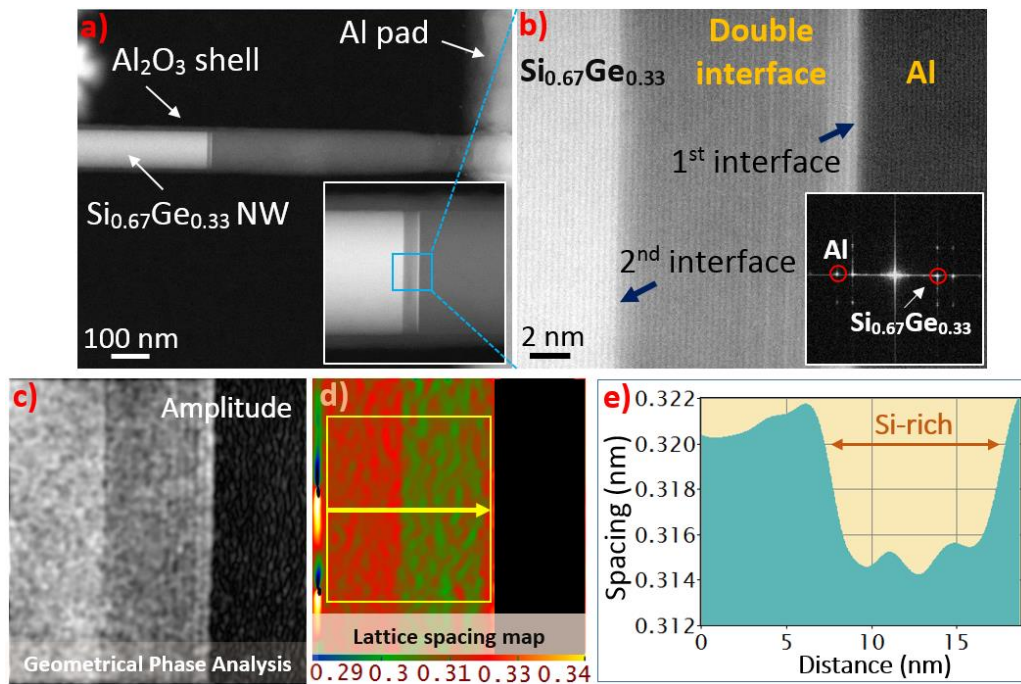 a)
Al₂O₃ shell
Al pad
Si₀.₆₇Ge₀.₃₃ NW
100 nm
b)
Si₀.₆₇Ge₀.₃₃
Double
interface
Al
1ˢᵗ interface
2ⁿᵈ interface
2 nm
Al
Si₀.₆₇Ge₀.₃₃
c)
Amplitude
Geometrical Phase Analysis
d)
Lattice spacing map
0.29 0.3 0.31 0.33 0.34
e)
0.322
0.320
0.318
0.316
0.314
0.312
Spacing (nm)
Si-rich
0 5 10 15
Distance (nm)